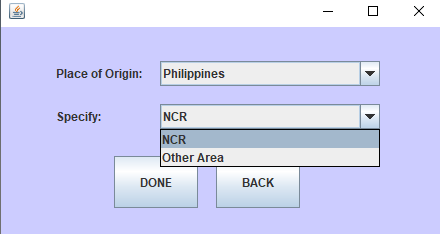 Place of Origin: Philippines
Specify: NCR
NCR
Other Area
DONE BACK